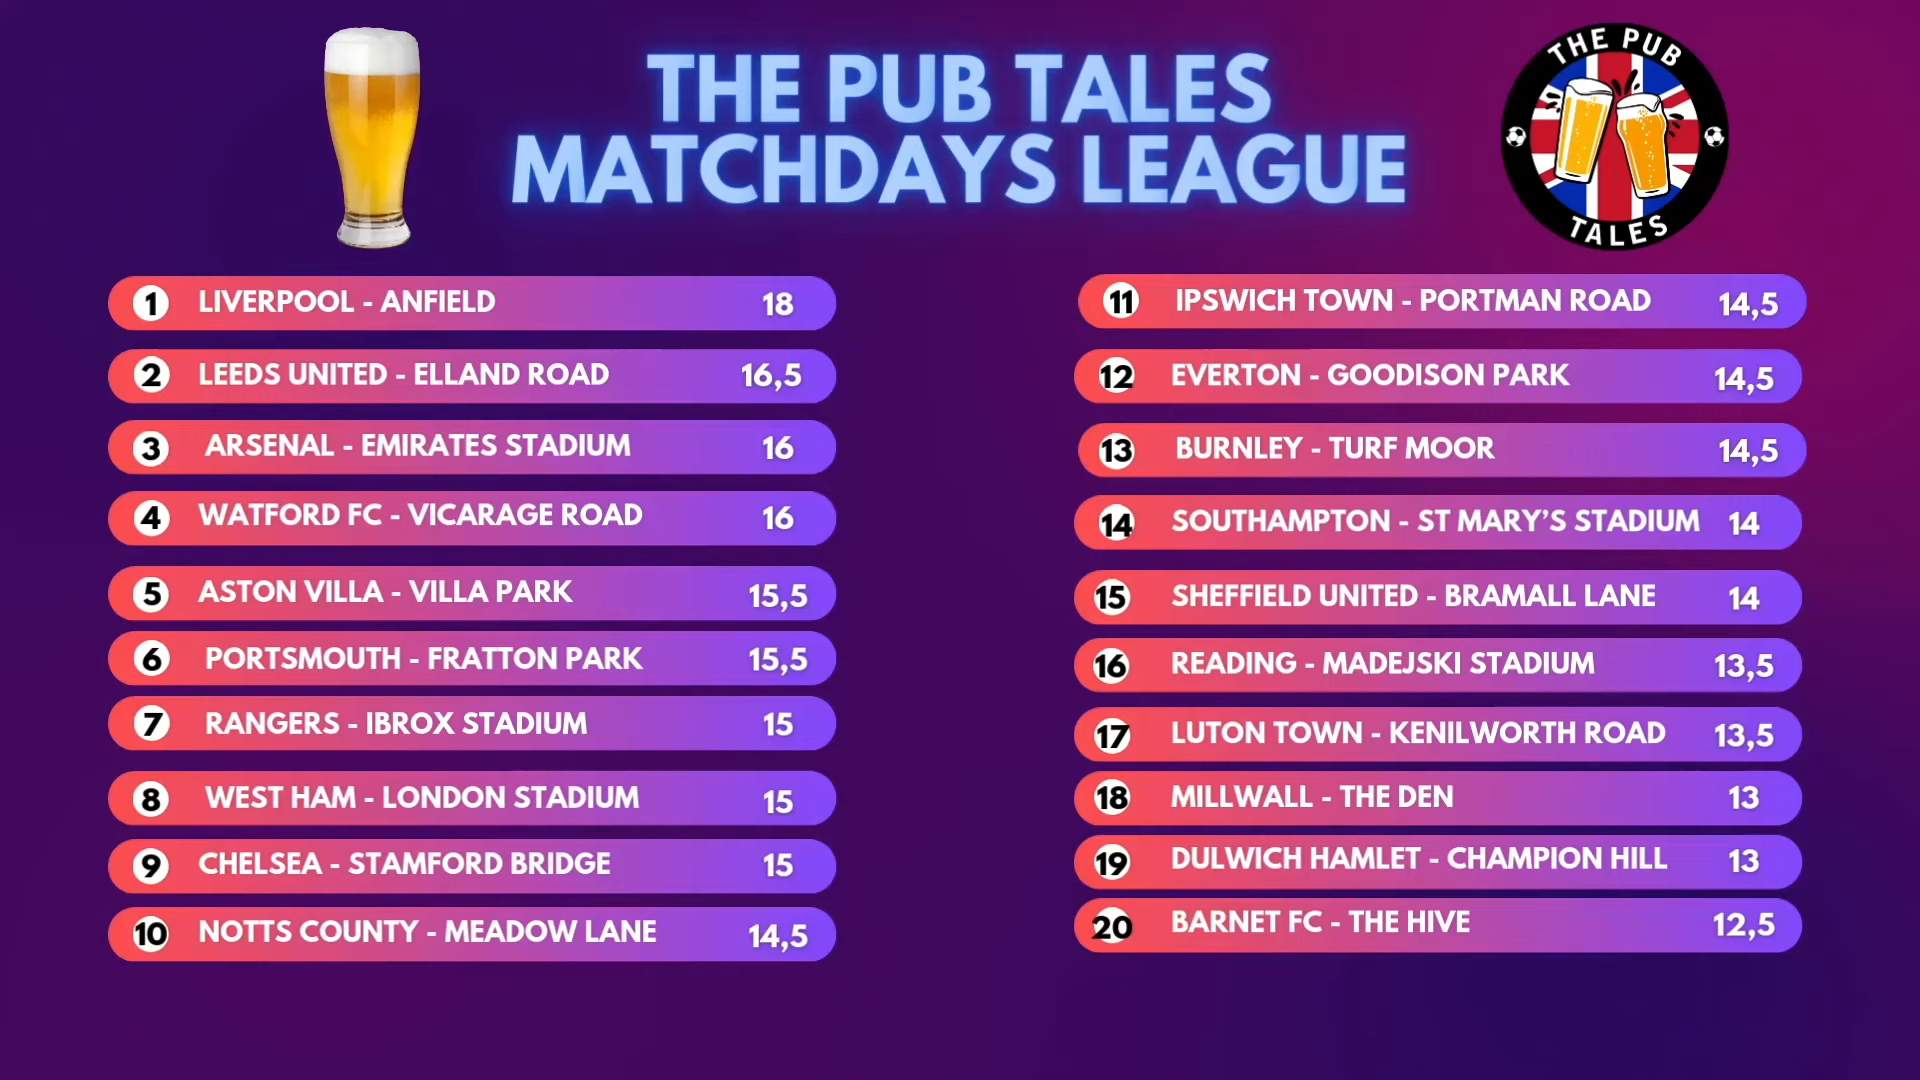 THE PUB TALES
MATCHDAYS LEAGUE
THE PUB
TALES
1 LIVERPOOL - ANFIELD 18
2 LEEDS UNITED - ELLAND ROAD 16,5
3 ARSENAL - EMIRATES STADIUM 16
4 WATFORD FC - VICARAGE ROAD 16
5 ASTON VILLA - VILLA PARK 15,5
6 PORTSMOUTH - FRATTON PARK 15,5
7 RANGERS - IBROX STADIUM 15
8 WEST HAM - LONDON STADIUM 15
9 CHELSEA - STAMFORD BRIDGE 15
10 NOTTS COUNTY - MEADOW LANE 14,5
11 IPSWICH TOWN - PORTMAN ROAD 14,5
12 EVERTON - GOODISON PARK 14,5
13 BURNLEY - TURF MOOR 14,5
14 SOUTHAMPTON - ST MARY’S STADIUM 14
15 SHEFFIELD UNITED - BRAMALL LANE 14
16 READING - MADEJSKI STADIUM 13,5
17 LUTON TOWN - KENILWORTH ROAD 13,5
18 MILLWALL - THE DEN 13
19 DULWICH HAMLET - CHAMPION HILL 13
20 BARNET FC - THE HIVE 12,5